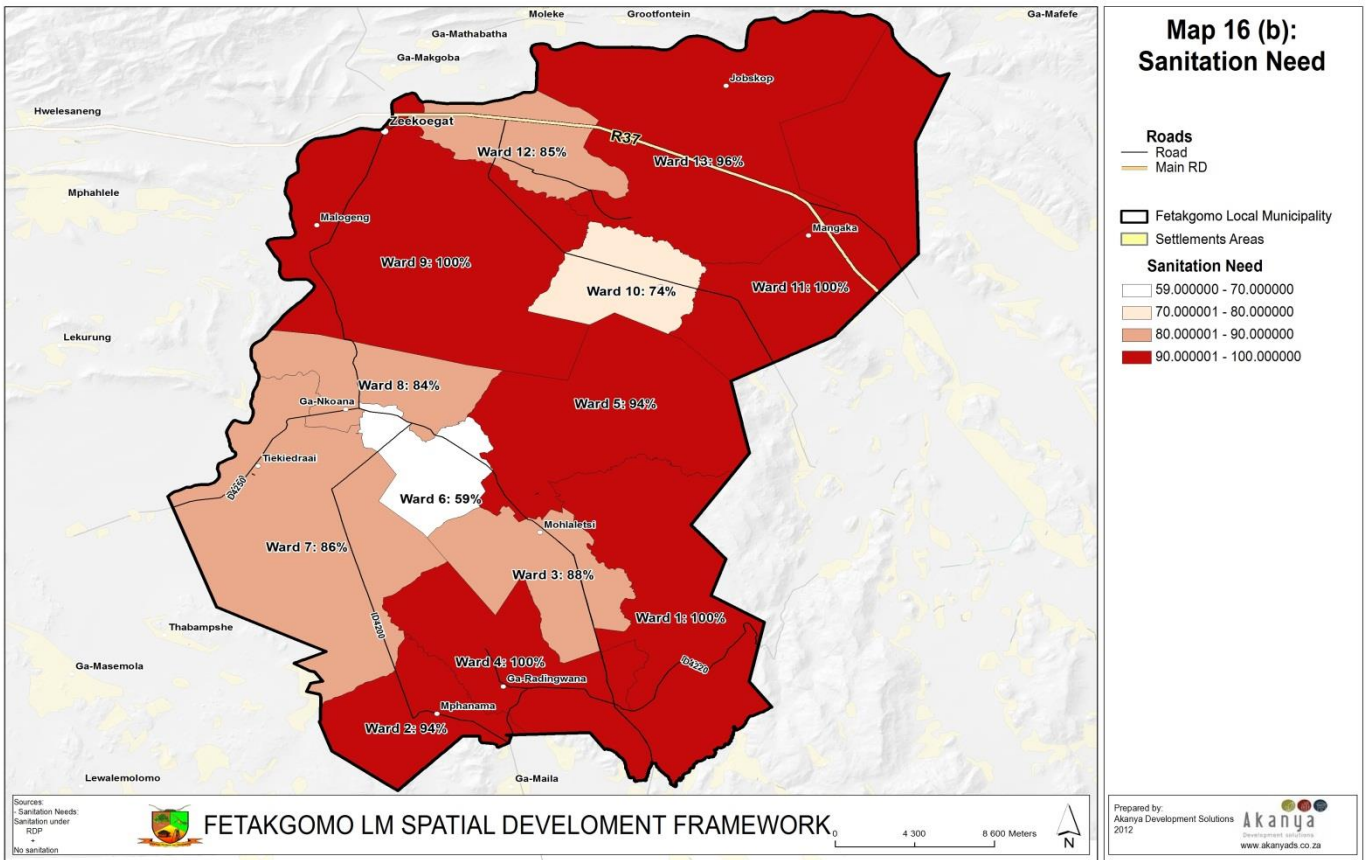 Moleke
Grootfontein
Ga-Mafefe
Ga-Mathabatha
Ga-Makgoba
Jobskop
Hwelesaneng
Zeekoegat
R37
Ward 12: 85%
Ward 13: 96%
Mphahlele
Malogeng
Mangaka
Ward 9: 100%
Ward 10: 74%
Ward 11: 100%
Lekurung
Ward 8: 84%
Ga-Nkoana
Ward 5: 94%
Tiekiedraai
Ward 6: 59%
Mohlaletsi
Ward 7: 86%
Ward 3: 88%
ID4200
Thabampshe
Ward 1: 100%
Ga-Masemola
Ward 4: 100%
ID4220
Ga-Radingwana
Mphanama
Ward 2: 94%
Lewalemolomo
Ga-Maila
Sources:
- Sanitation Needs:
Sanitation under
RDP
+
No sanitation
FETAKGOMO LM SPATIAL DEVELOMENT FRAMEWORK
0 4 300 8 600 Meters
N
Map 16 (b):
Sanitation Need
Roads
Road
Main RD
Fetakgomo Local Municipality
Settlements Areas
Sanitation Need
59.000000 - 70.000000
70.000001 - 80.000000
80.000001 - 90.000000
90.000001 - 100.000000
Prepared by:
Akanya Development Solutions
2012
Akanya
Development solutions
www.akanyads.co.za